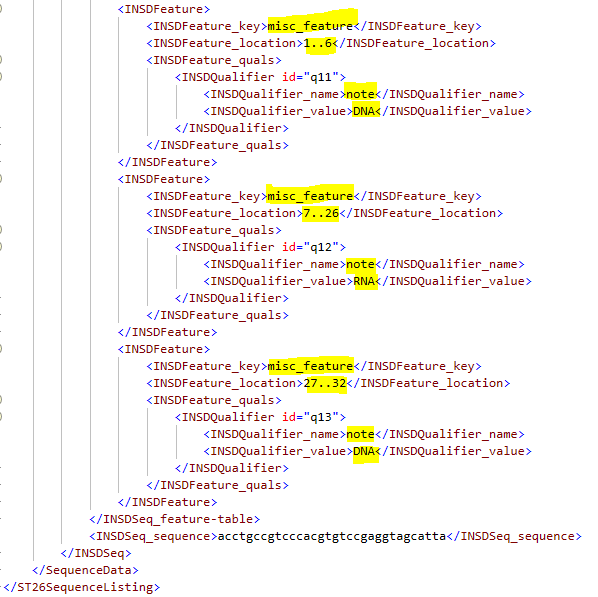 <INSDFeature>
<INSDFeature_key>misc_feature</INSDFeature_key>
<INSDFeature_location>1..6</INSDFeature_location>
<INSDFeature_quals>
<INSDQualifier id="q11">
<INSDQualifier_name>note</INSDQualifier_name>
<INSDQualifier_value>DNA</INSDQualifier_value>
</INSDQualifier>
</INSDFeature_quals>
</INSDFeature>
<INSDFeature>
<INSDFeature_key>misc_feature</INSDFeature_key>
<INSDFeature_location>7..26</INSDFeature_location>
<INSDFeature_quals>
<INSDQualifier id="q12">
<INSDQualifier_name>note</INSDQualifier_name>
<INSDQualifier_value>RNA</INSDQualifier_value>
</INSDQualifier>
</INSDFeature_quals>
</INSDFeature>
<INSDFeature>
<INSDFeature_key>misc_feature</INSDFeature_key>
<INSDFeature_location>27..32</INSDFeature_location>
<INSDFeature_quals>
<INSDQualifier id="q13">
<INSDQualifier_name>note</INSDQualifier_name>
<INSDQualifier_value>DNA</INSDQualifier_value>
</INSDQualifier>
</INSDFeature_quals>
</INSDFeature>
</INSDSeq_feature-table>
<INSDSeq_sequence>acctgccgtccccacgtgtccgaggtagcatta</INSDSeq_sequence>
</INSDSeq>
</SequenceData>
</ST26SequenceListing>